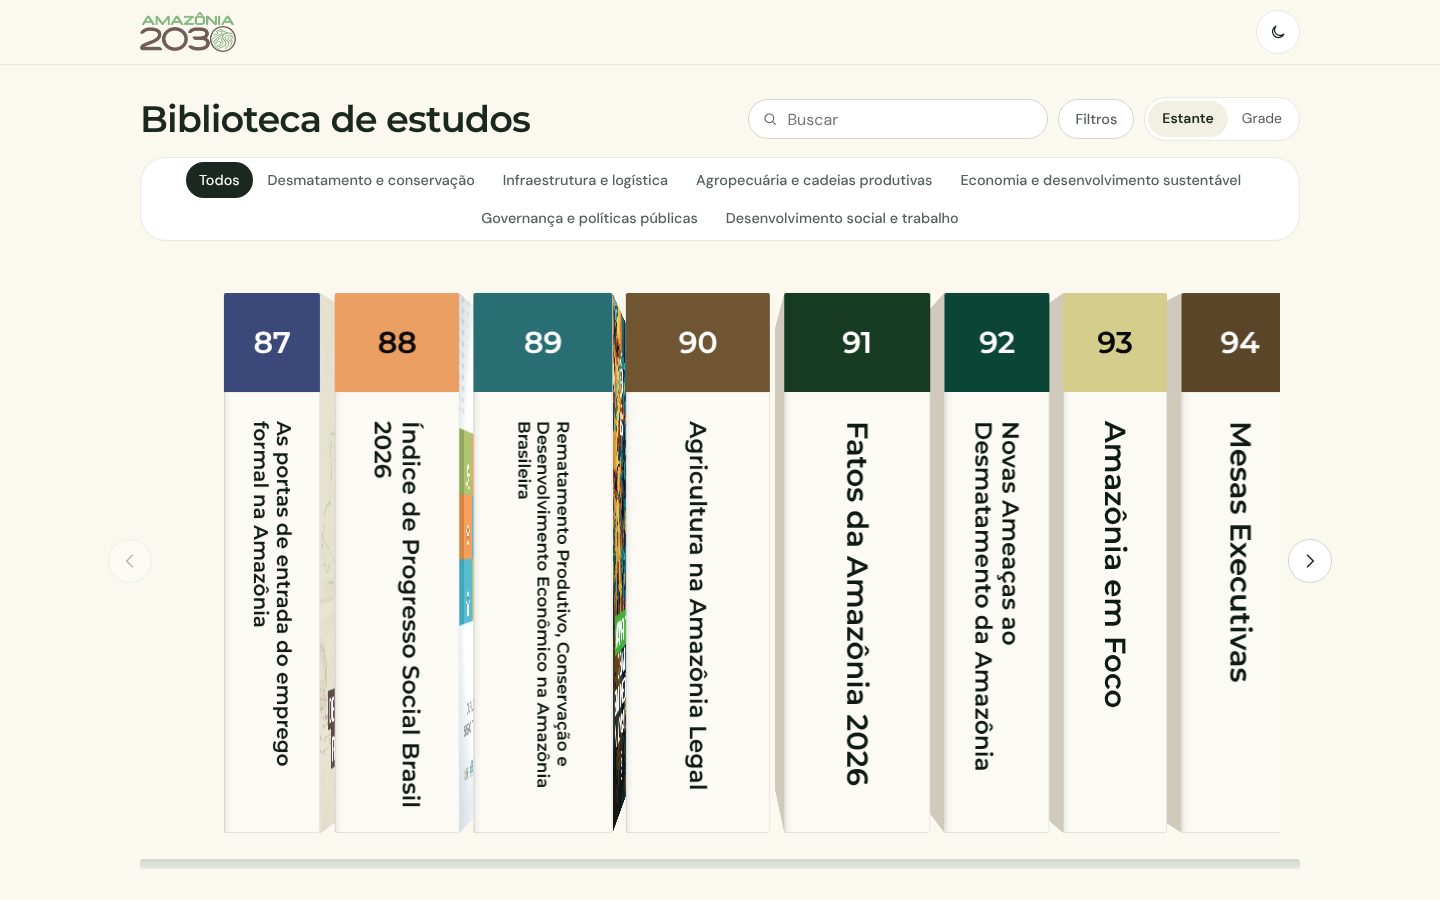 AMAZÔNIA
2030
Biblioteca de estudos
Buscar
Filtros
Estante
Grade
Todos
Desmatamento e conservação
Infraestrutura e logística
Agropecuária e cadeias produtivas
Economia e desenvolvimento sustentável
Governança e políticas públicas
Desenvolvimento social e trabalho
87
As portas de entrada do emprego
formal na Amazônia
88
Índice de Progresso Social Brasil
2026
89
Rematamento Produtivo, Conservação e
Desenvolvimento Econômico na Amazônia
Brasileira
90
Agricultura na Amazônia Legal
91
Fatos da Amazônia 2026
92
Novas Ameaças ao
Desmatamento da Amazônia
93
Amazônia em Foco
94
Mesas Executivas